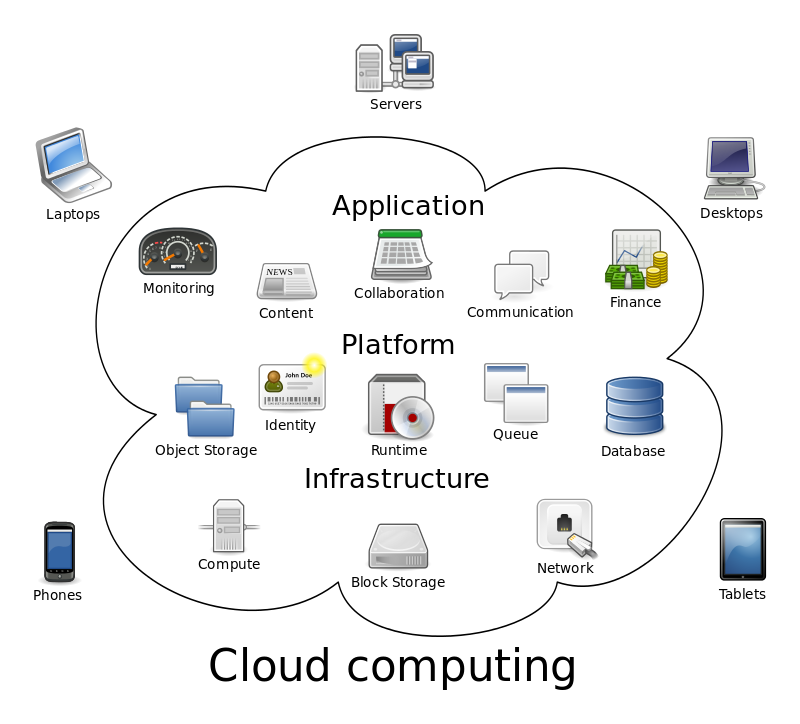 Servers
Laptops
Desktops
Application
Monitoring
Content
NEWS
Collaboration
Communication
Finance
Platform
Object Storage
John Doe
Identity
Runtime
Queue
Database
Infrastructure
Compute
Block Storage
Network
Phones
Tablets
Cloud computing